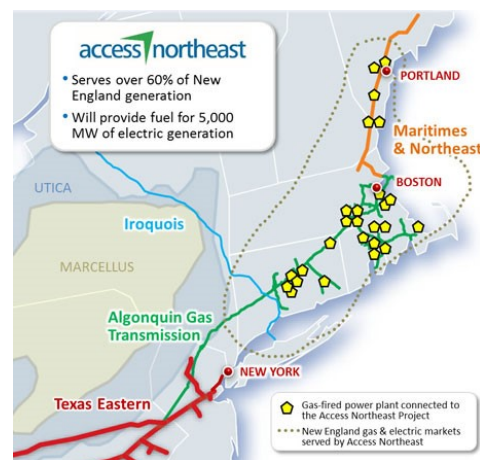 access northeast
• Serves over 60% of New
England generation
• Will provide fuel for 5,000
MW of electric generation
PORTLAND
Maritimes
& Northeast
BOSTON
UTICA
Iroquois
MARCELLUS
Algonquin Gas
Transmission
NEW YORK
Texas Eastern
Gas-fired power plant connected to
the Access Northeast Project
New England gas & electric markets
served by Access Northeast